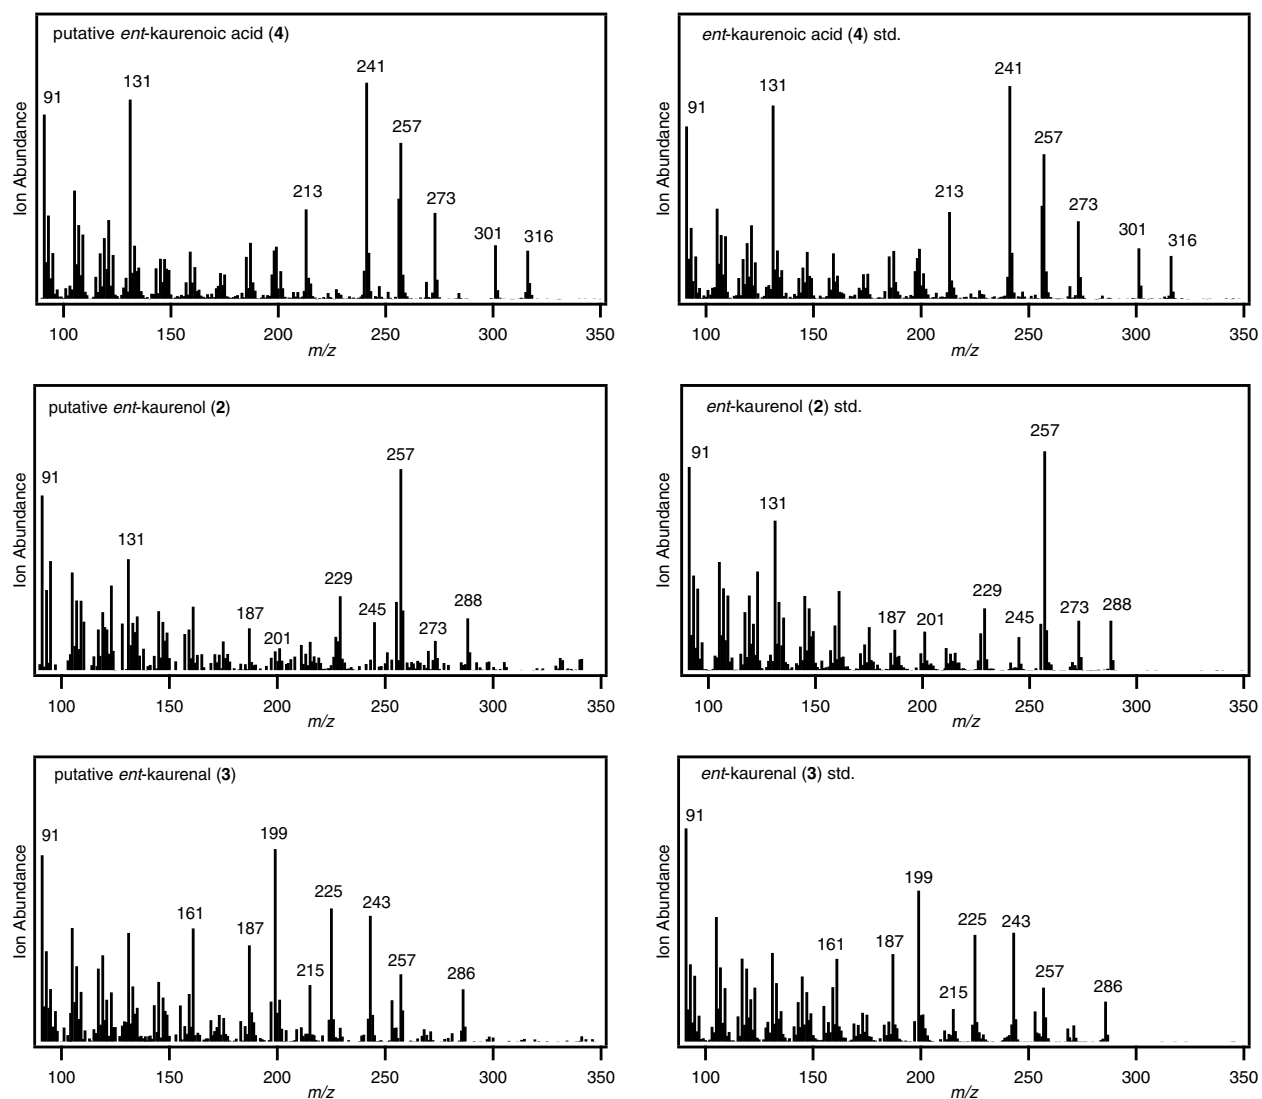 putative ent-kaurenoic acid (4)
Ion Abundance
91
131
213
241
257
273
301
316
100 150 200 250 300 350
m/z
ent-kaurenoic acid (4) std.
Ion Abundance
91
131
213
241
257
273
301
316
100 150 200 250 300 350
m/z
putative ent-kaurenol (2)
Ion Abundance
91
131
187
201
229
245
257
273
288
100 150 200 250 300 350
m/z
ent-kaurenol (2) std.
Ion Abundance
91
131
187
201
229
245
257
273
288
100 150 200 250 300 350
m/z
putative ent-kaurenal (3)
Ion Abundance
91
161
187
199
215
225
243
257
286
100 150 200 250 300 350
m/z
ent-kaurenal (3) std.
Ion Abundance
91
161
187
199
215
225
243
257
286
100 150 200 250 300 350
m/z